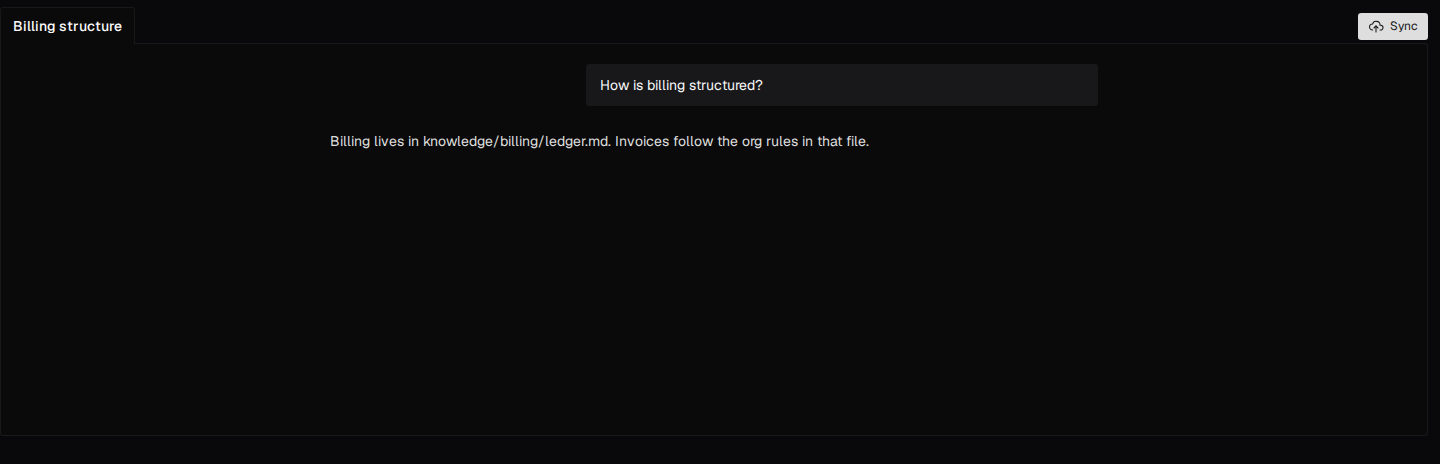 Billing structure
Sync
How is billing structured?
Billing lives in knowledge/billing/ledger.md. Invoices follow the org rules in that file.